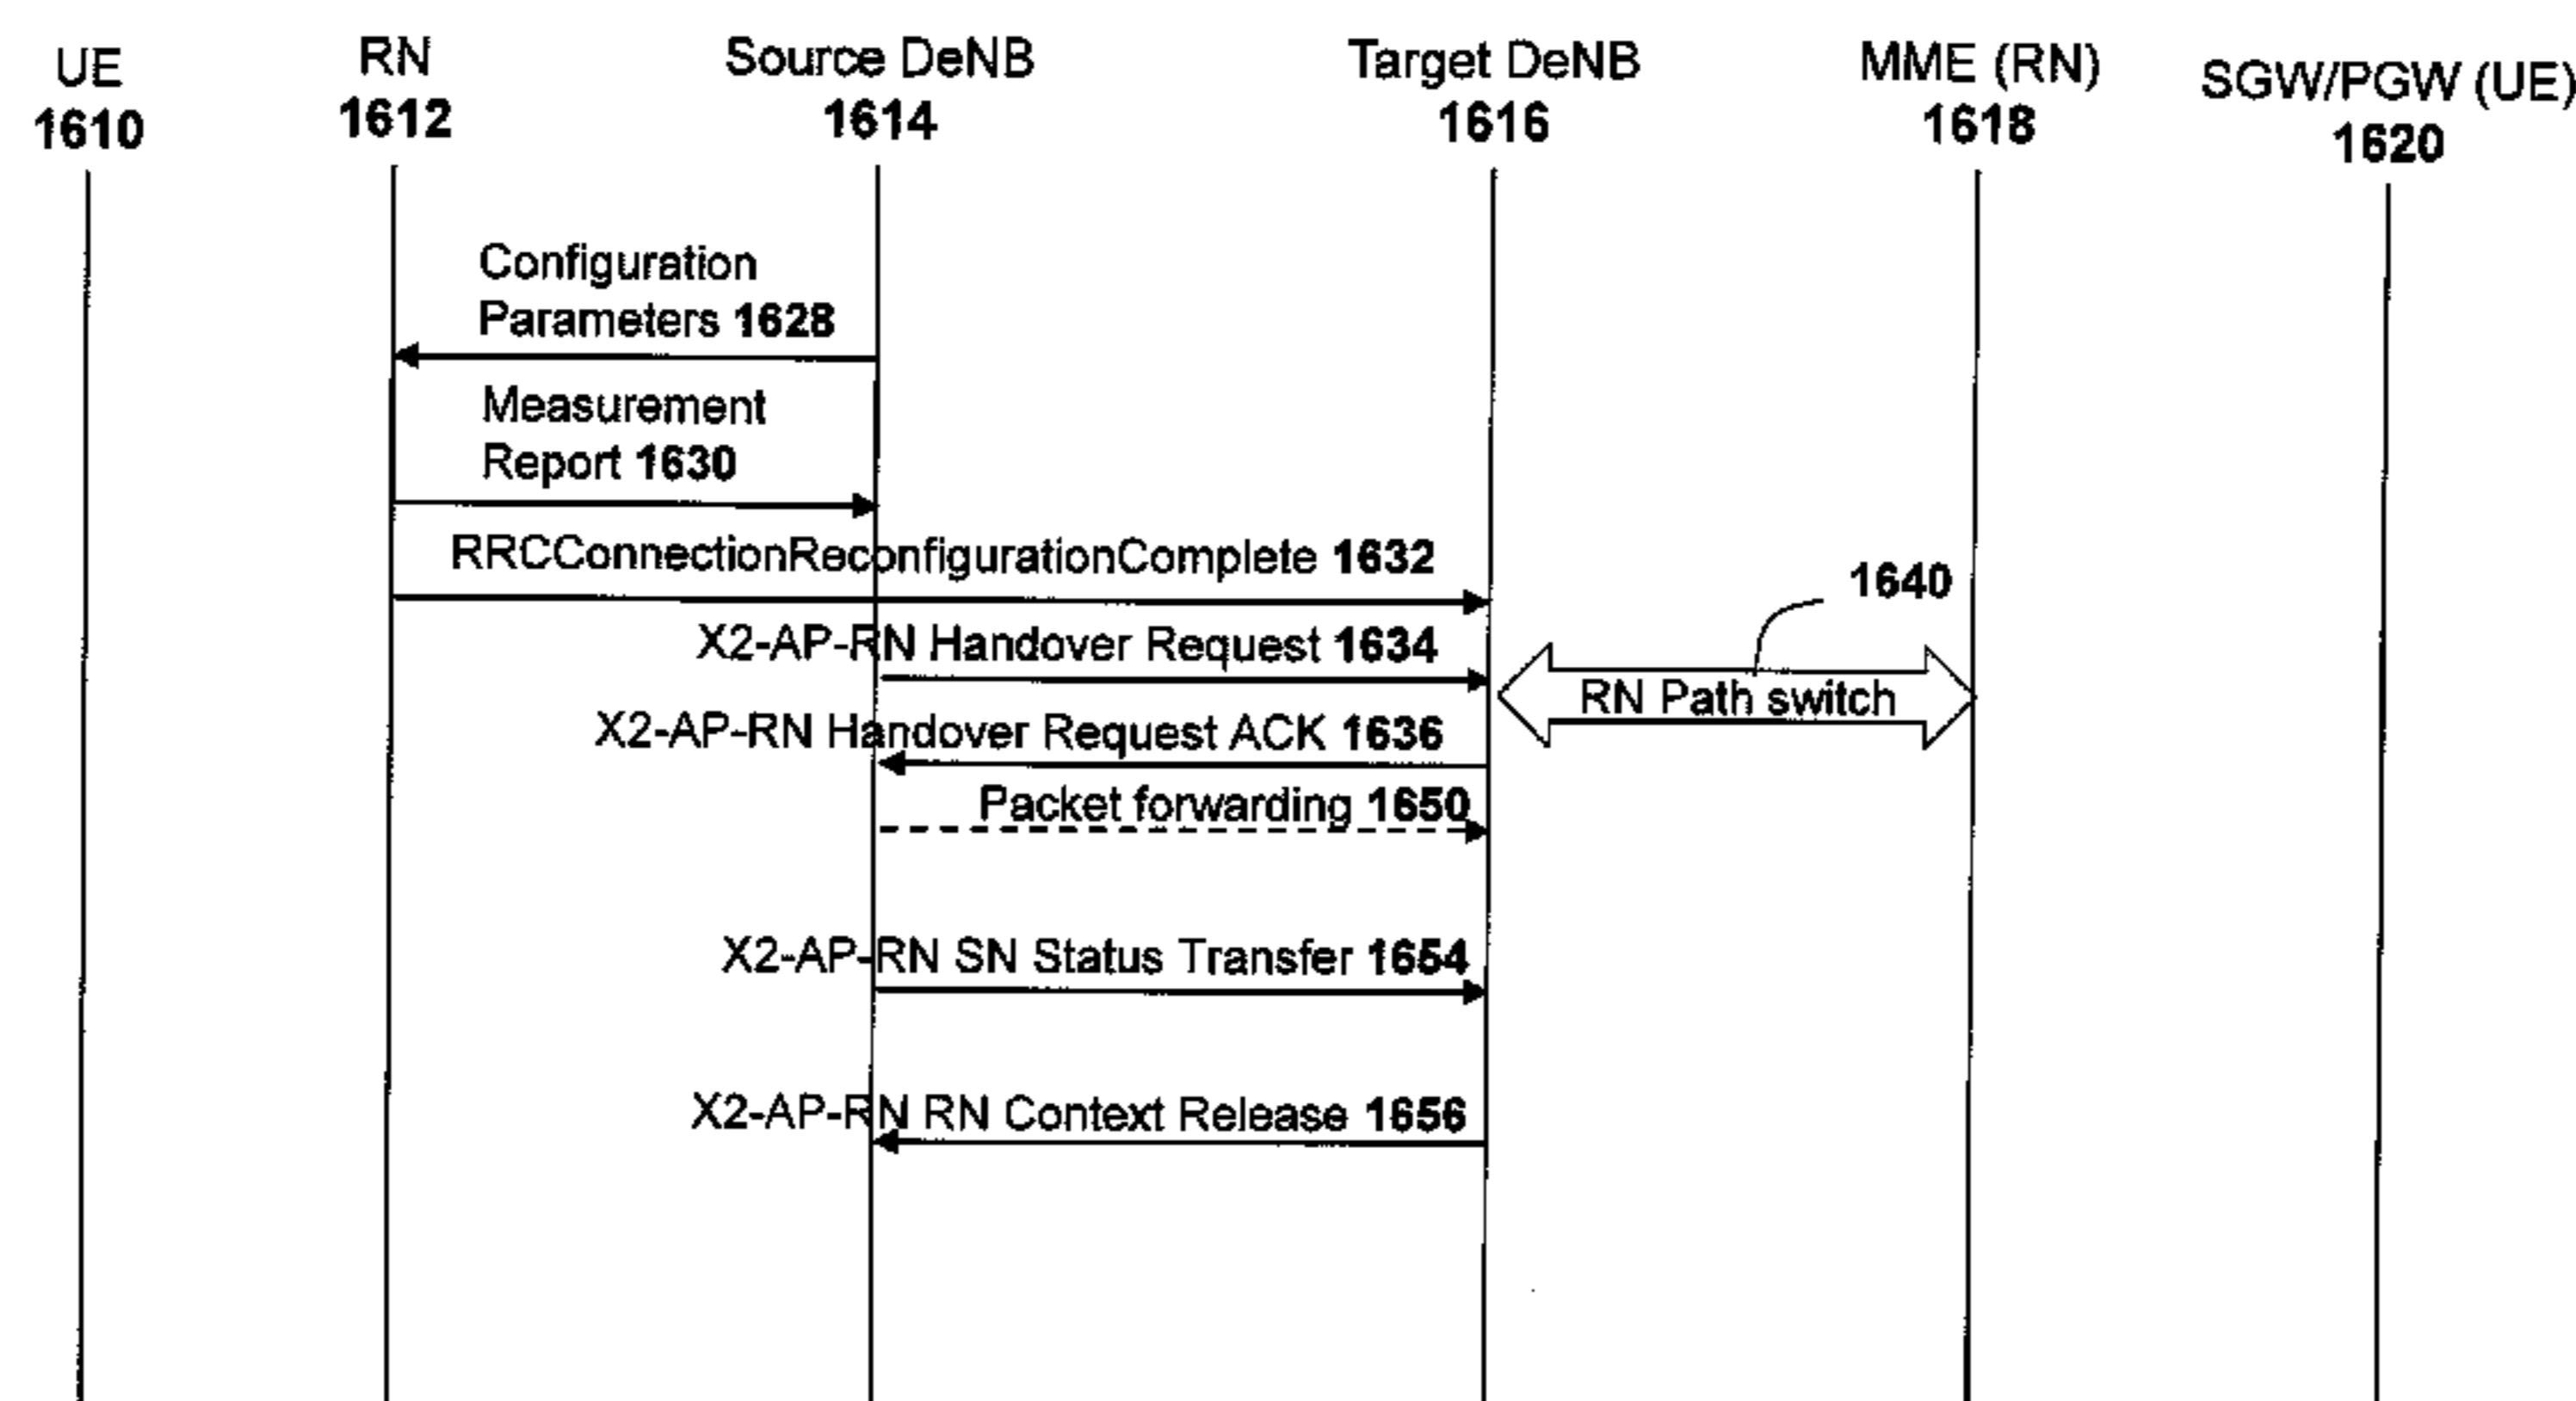 UE
1610
RN
1612
Source DeNB
1614
Target DeNB
1616
MME (RN)
1618
SGW/PGW (UE)
1620
Configuration
Parameters 1628
Measurement
Report 1630
RRCConnectionReconfigurationComplete 1632
1640
X2-AP-RN Handover Request 1634
RN Path switch
X2-AP-RN Handover Request ACK 1636
Packet forwarding 1650
X2-AP-RN SN Status Transfer 1654
X2-AP-RN RN Context Release 1656